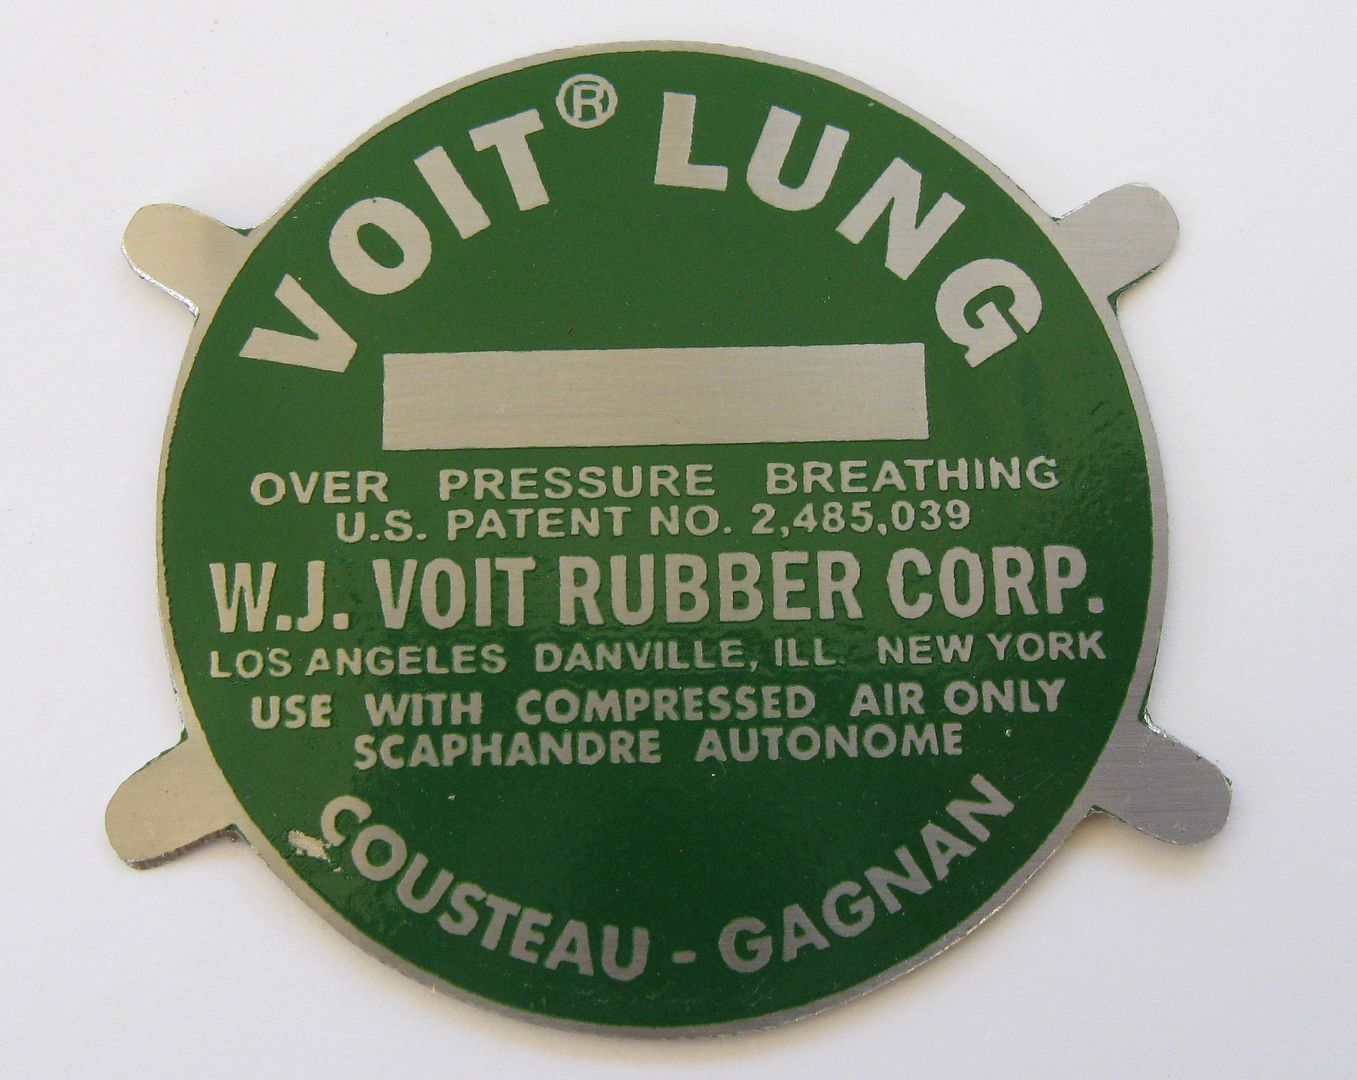 VOIT® LUNG
OVER PRESSURE BREATHING
U.S. PATENT NO. 2,485,039
W.J. VOIT RUBBER CORP.
LOS ANGELES DANVILLE, ILL. NEW YORK
USE WITH COMPRESSED AIR ONLY
SCAPHANDRE AUTONOME
COUSTEAU - GAGNAN